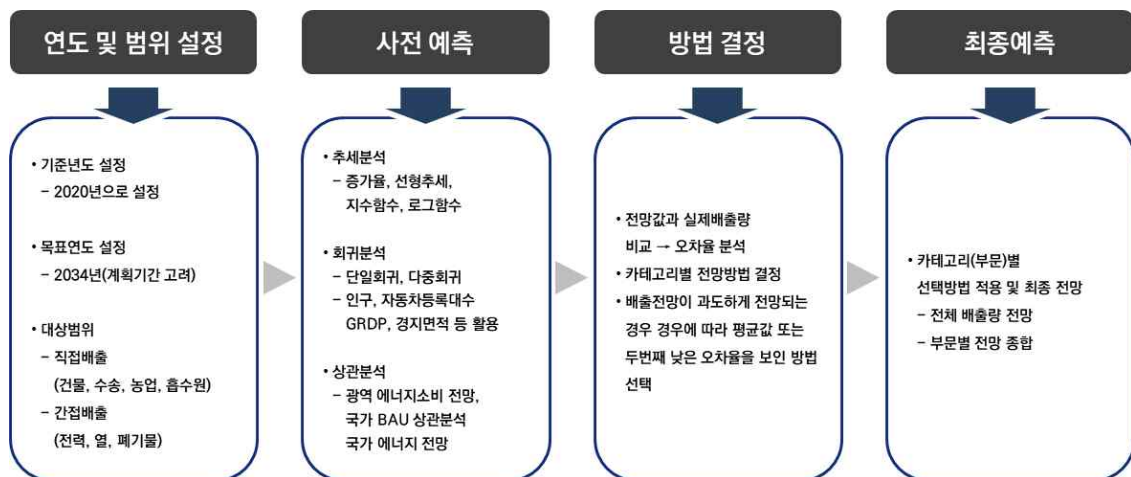 연도 및 범위 설정
• 기준년도 설정
– 2020년으로 설정
• 목표연도 설정
– 2034년(계획기간 고려)
• 대상범위
– 직접배출
(건물, 수송, 농업, 흡수원)
– 간접배출
(전력, 열, 폐기물)
사전 예측
• 추세분석
– 증가율, 선형추세,
지수함수, 로그함수
• 회귀분석
– 단일회귀, 다중회귀
– 인구, 자동차등록대수
GRDP, 경지면적 등 활용
• 상관분석
– 광역 에너지소비 전망,
국가 BAU 상관분석
국가 에너지 전망
방법 결정
• 전망값과 실제배출량
비교 → 오차율 분석
• 카테고리별 전망방법 결정
• 배출전망이 과도하게 전망되는
경우 경우에 따라 평균값 또는
두번째 낮은 오차율을 보인 방법
선택
최종예측
• 카테고리(부문)별
선택방법 적용 및 최종 전망
– 전체 배출량 전망
– 부문별 전망 종합